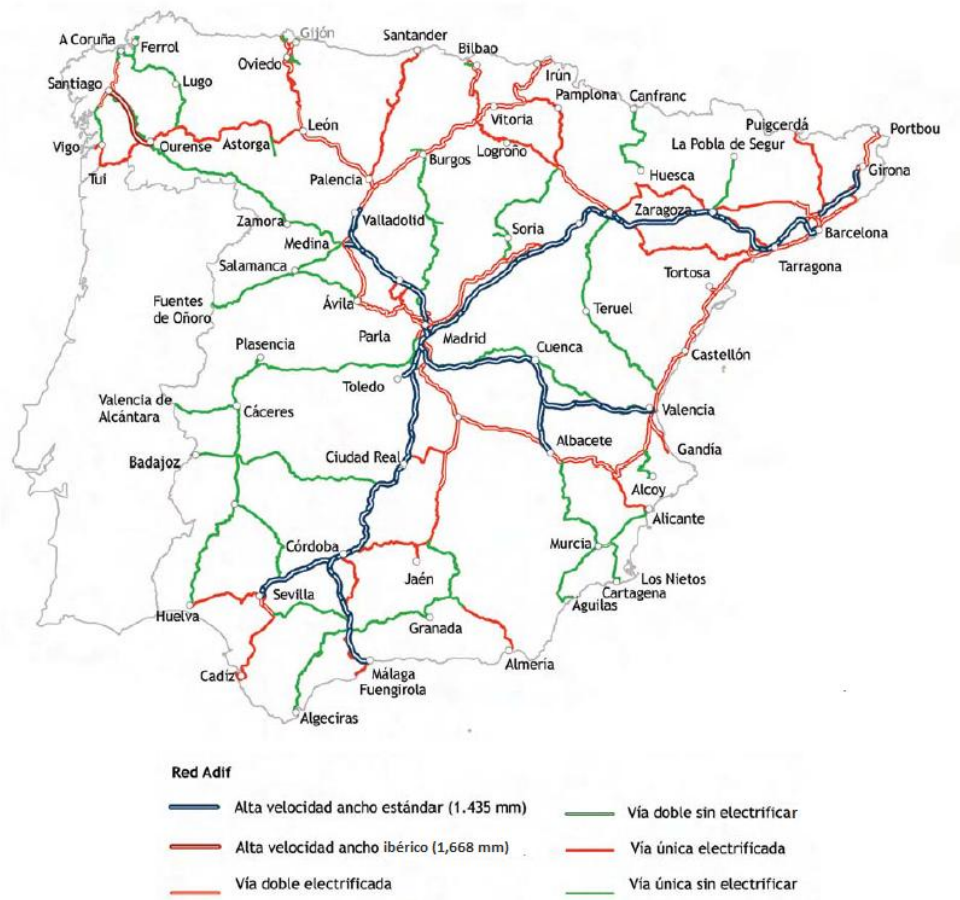 Gijón
A Coruña
Ferrol
Santander
Bilbao
Oviedo
Irún
Santiago
Lugo
Pamplona
Canfranc
Vitoria
Puigcerdá
Portbou
León
Vigo
Ourense
Astorga
La Pobla de Segur
Logroño
Burgos
Girona
Tui
Palencia
Huesca
Zamora
Valladolid
Zaragoza
Soria
Barcelona
Medina
Salamanca
Tarragona
Tortosa
Fuentes
de Oñoro
Ávila
Teruel
Parla
Madrid
Plasencia
Cuenca
Castellón
Toledo
Valencia de
Alcántara
Cáceres
Valencia
Albacete
Gandía
Badajoz
Ciudad Real
Alcoy
Alicante
Córdoba
Murcia
Jaén
Los Nietos
Cartagena
Sevilla
Águilas
Huelva
Granada
Almería
Cadíz
Málaga
Fuengirola
Algeciras
Red Adif
Alta velocidad ancho estándar (1.435 mm)
Vía doble sin electrificar
Alta velocidad ancho ibérico (1,668 mm)
Vía única electrificada
Vía doble electrificada
Vía única sin electrificar